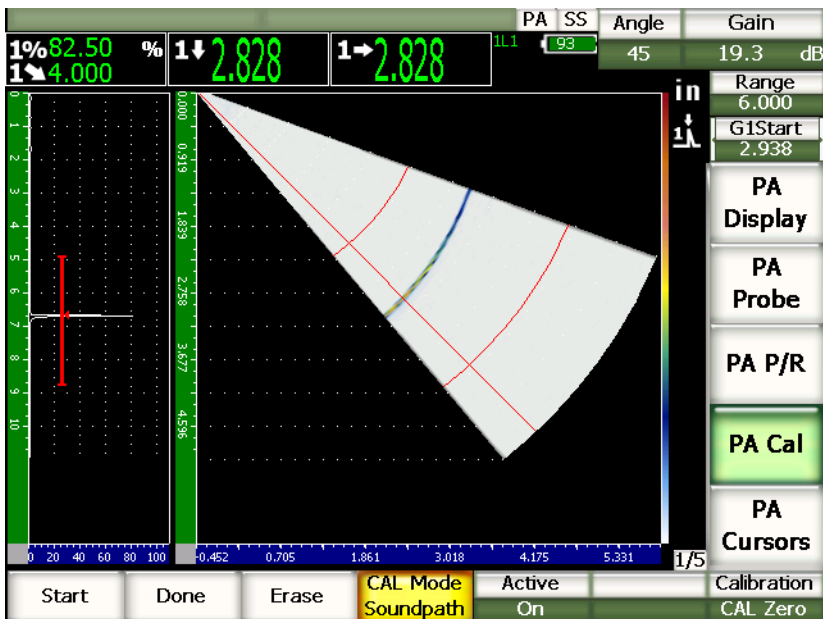 PA SS Angle Gain
1%82.50 % 1⬇2.828 1➡2.828 1L1 93 45 19.3 dB
1⬊4.000
in
Range
6.000
G1Start
2.938
PA
Display
PA
Probe
PA P/R
PA Cal
PA
Cursors
0 1 2 3 4 5 6 7 8 9 10
0.000 0.919 1.839 2.758 3.677 4.596
1
0 20 40 60 80 100
-0.452 0.705 1.861 3.018 4.175 5.331 1/5
Start Done Erase CAL Mode Active Calibration
Soundpath On CAL Zero